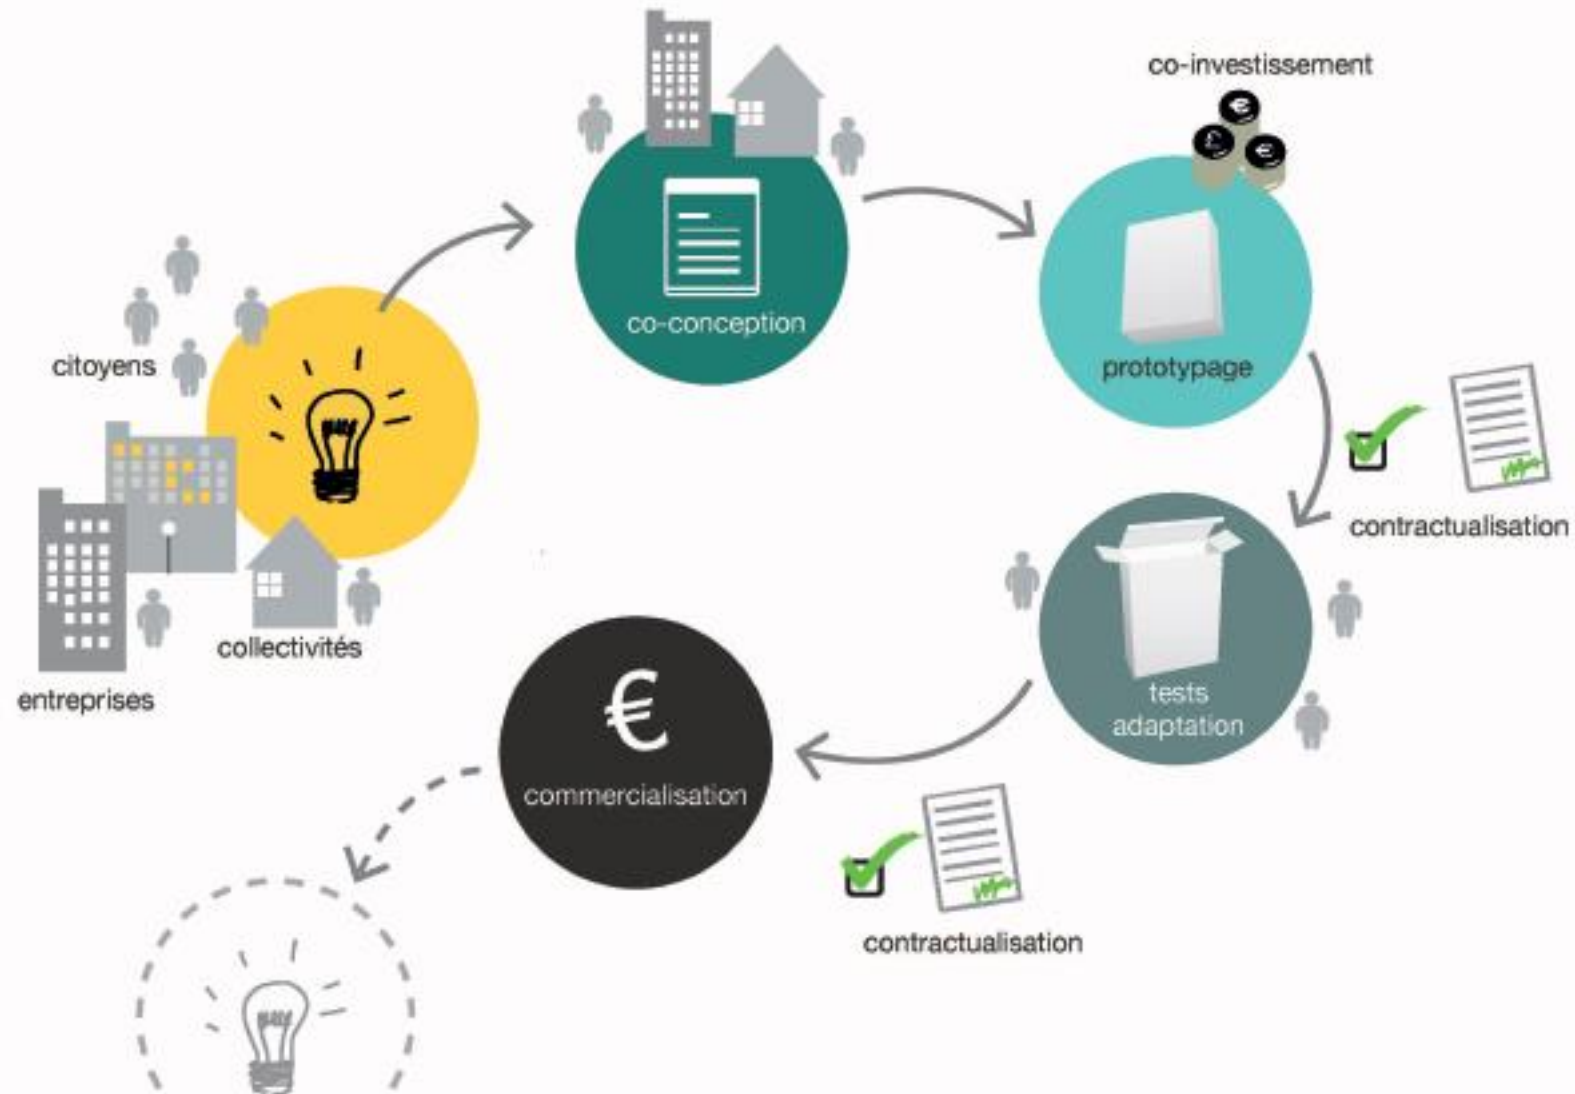 co-investissement
€
£
€
co-conception
citoyens
prototypage
contractualisation
collectivités
entreprises
tests
adaptation
€
commercialisation
contractualisation